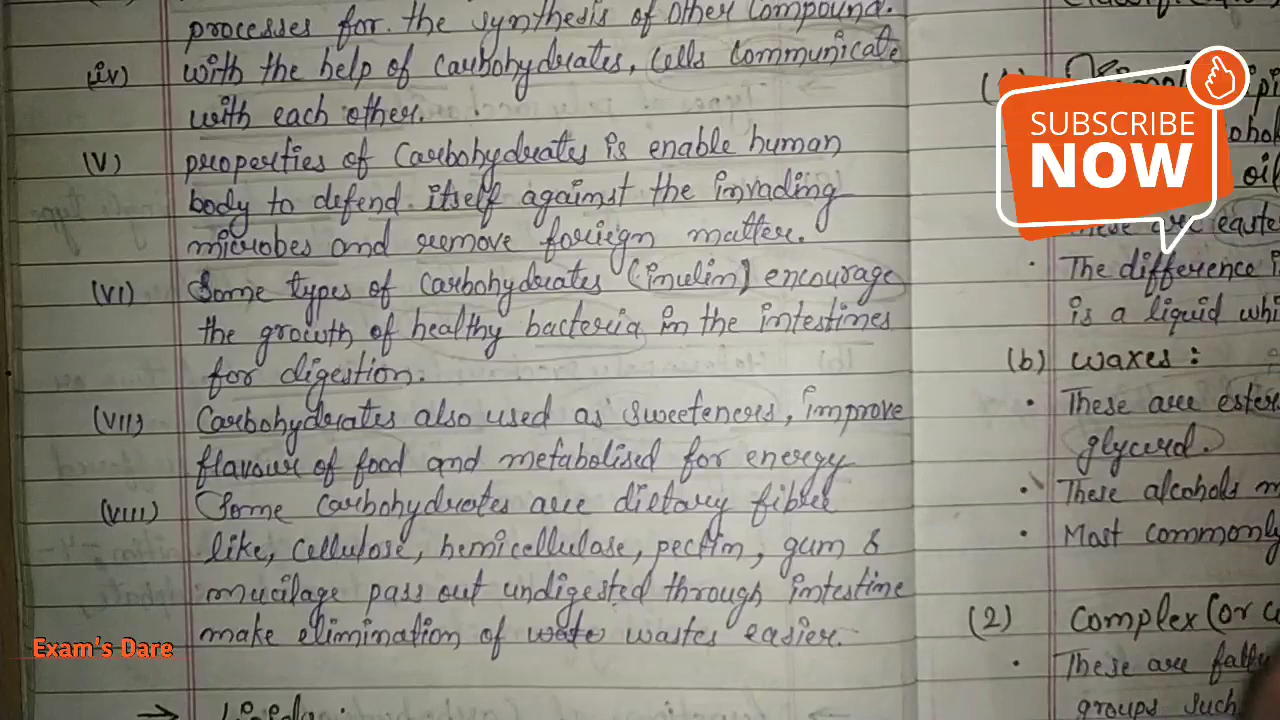 processes for the synthesis of other compound.
(iv) with the help of carbohydrates, cells communicate
with each other.
(V) properties of Carbohydrates is enable human
body to defend itself against the invading
microbes and remove foriegn matter.
(VI) Some types of carbohydrates (inulin) encourage
the growth of healthy bacteria in the intestines
for digestion.
(VII) Carbohydrates also used as sweeteners, improve
flavour of food and metabolised for energy
(VIII) Some carbohydrates are dietary fibre
like, cellulose, hemicellulase, pectin, gum &
mucilage pass out undigested through intestine
make elimination of wastes easier.
SUBSCRIBE
NOW
These are
The difference
is a liquid
(b) waxes :
These are
glycerol.
These alcohols
Most commonly
(2) Complex (or
These are
groups such
Exam's Dare